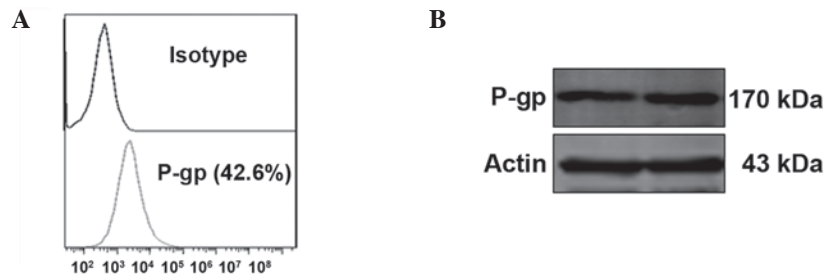 A
Isotype
P-gp (42.6%)
10² 10³ 10⁴ 10⁵ 10⁶ 10⁷ 10⁸
B
P-gp 170 kDa
Actin 43 kDa